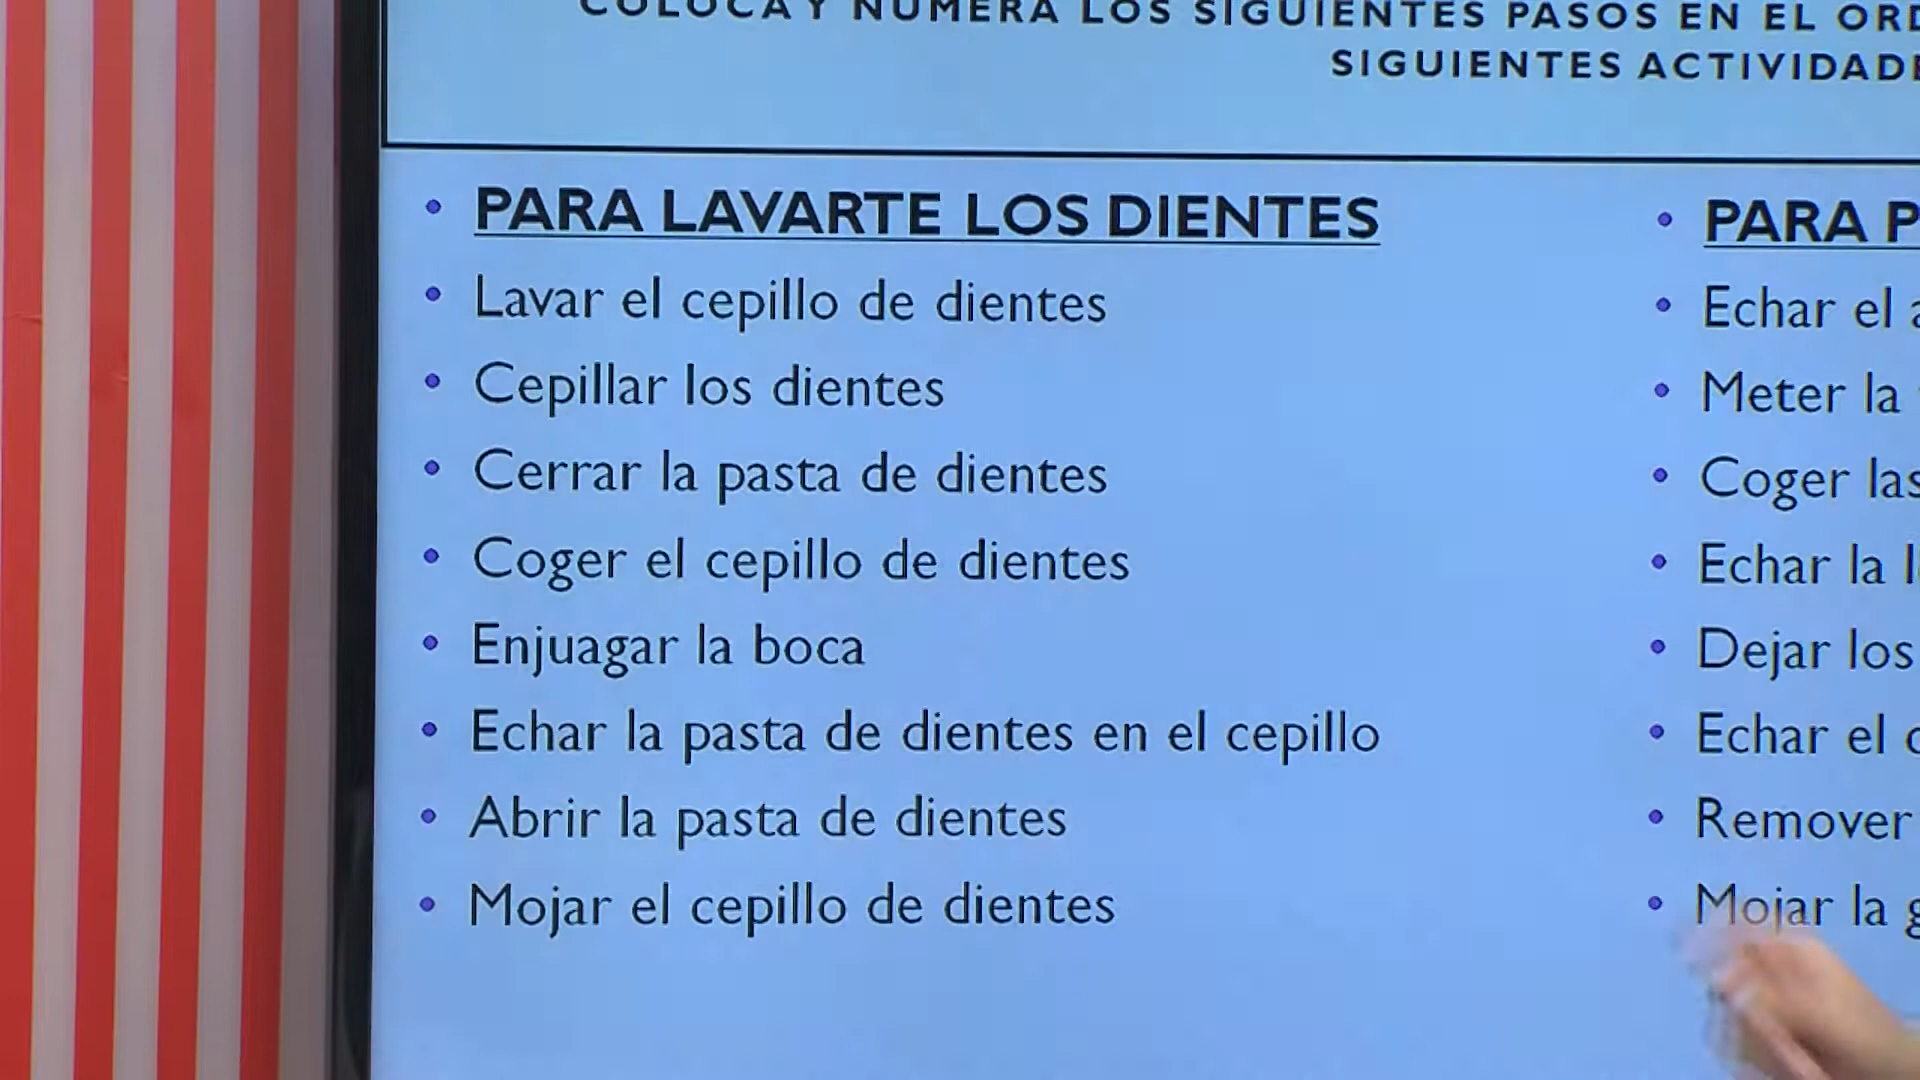 COLOCA Y NUMERA LOS SIGUIENTES PASOS EN EL
SIGUIENTES
PARA LAVARTE LOS DIENTES
Lavar el cepillo de dientes
Cepillar los dientes
Cerrar la pasta de dientes
Coger el cepillo de dientes
Enjuagar la boca
Echar la pasta de dientes en el cepillo
Abrir la pasta de dientes
Mojar el cepillo de dientes
PARA
Echar el
Meter la
Coger
Echar la
Dejar los
Echar el
Remover
Mojar la